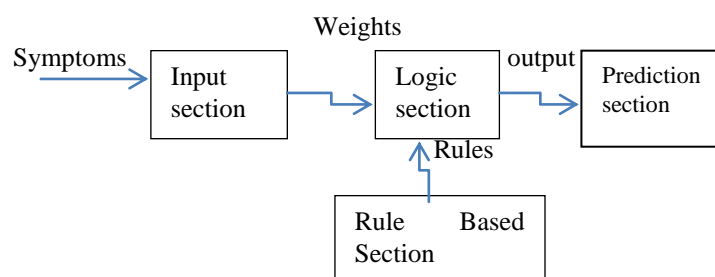 Weights
Symptoms
Input
section
Logic
section
output
Prediction
section
Rules
Rule Based
Section